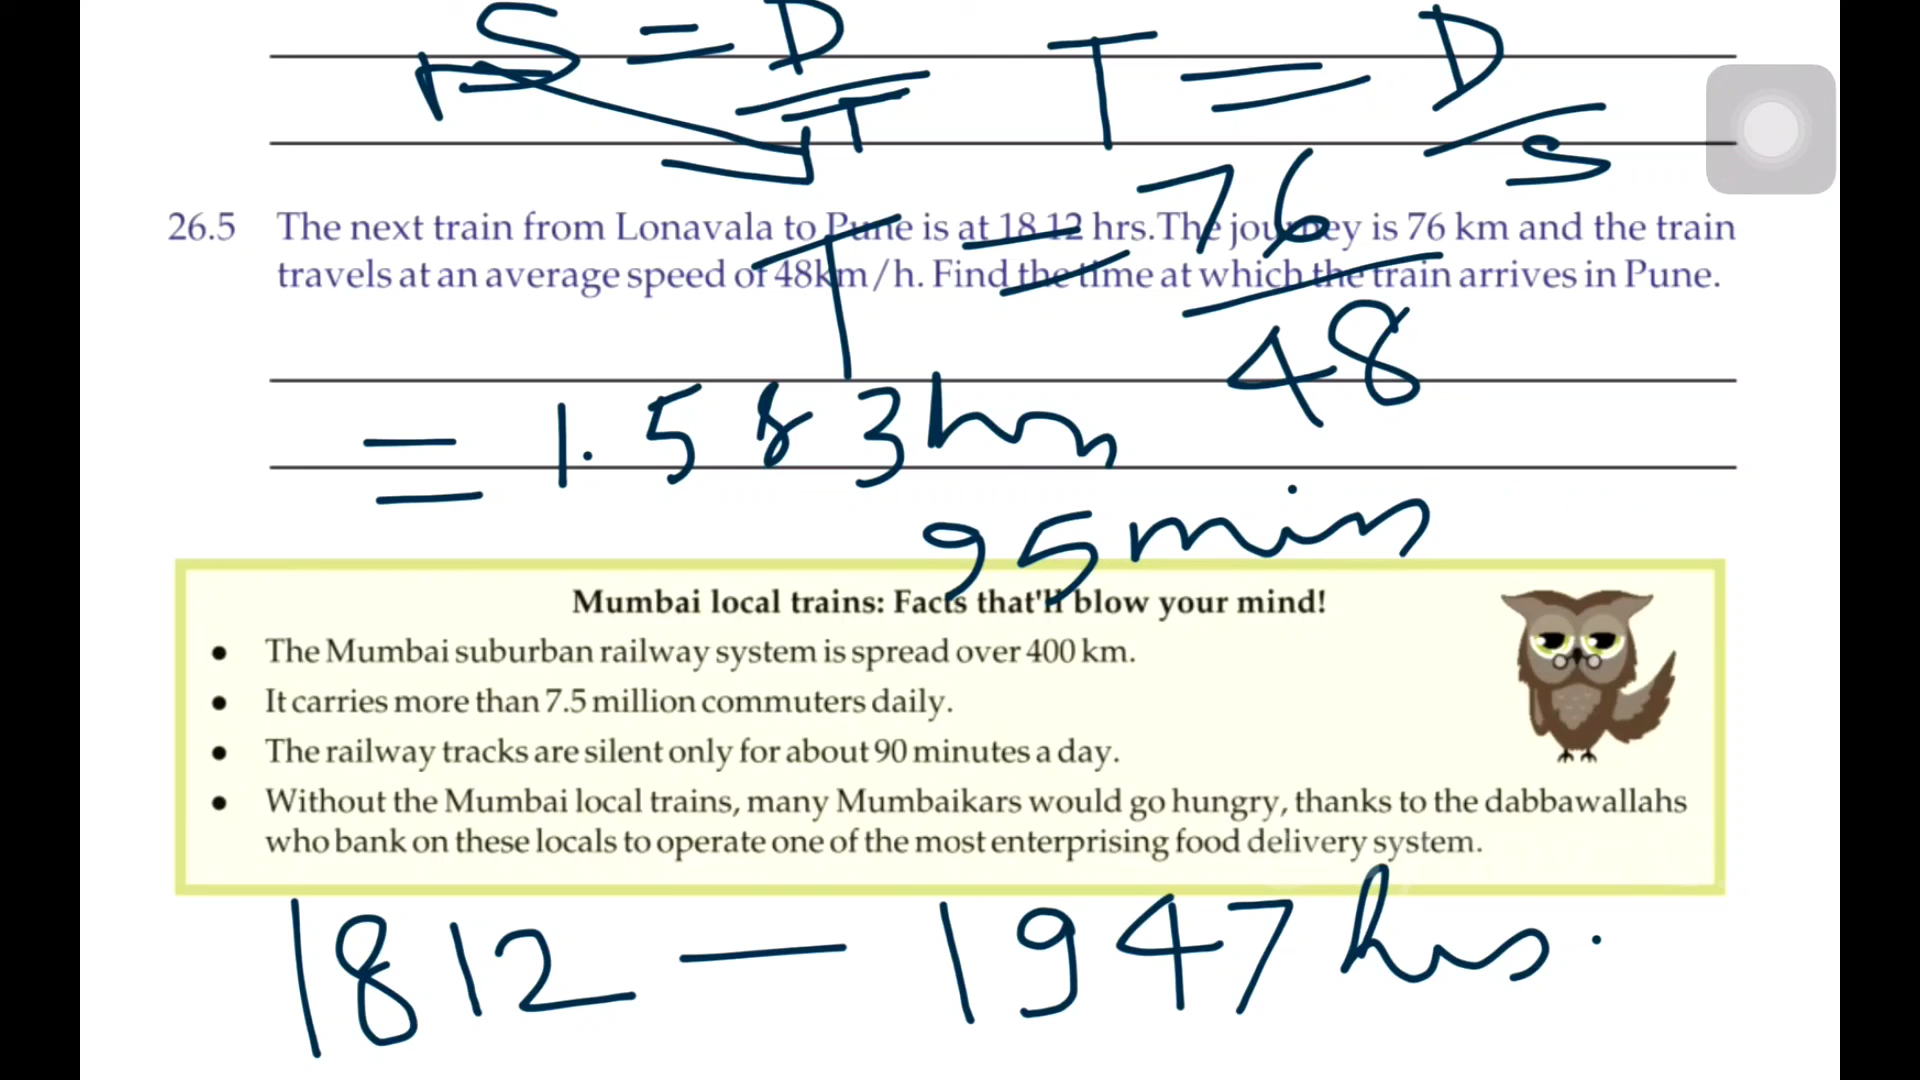 S = D/T T = D/S
26.5 The next train from Lonavala to Pune is at 18.12 hrs.The journey is 76 km and the train
travels at an average speed of 48km/h. Find the time at which the train arrives in Pune.
T = 76/48
= 1.583 hrs
95 min
Mumbai local trains: Facts that'll blow your mind!
• The Mumbai suburban railway system is spread over 400 km.
• It carries more than 7.5 million commuters daily.
• The railway tracks are silent only for about 90 minutes a day.
• Without the Mumbai local trains, many Mumbaikars would go hungry, thanks to the dabbawallahs
who bank on these locals to operate one of the most enterprising food delivery system.
1812 — 1947 hrs.